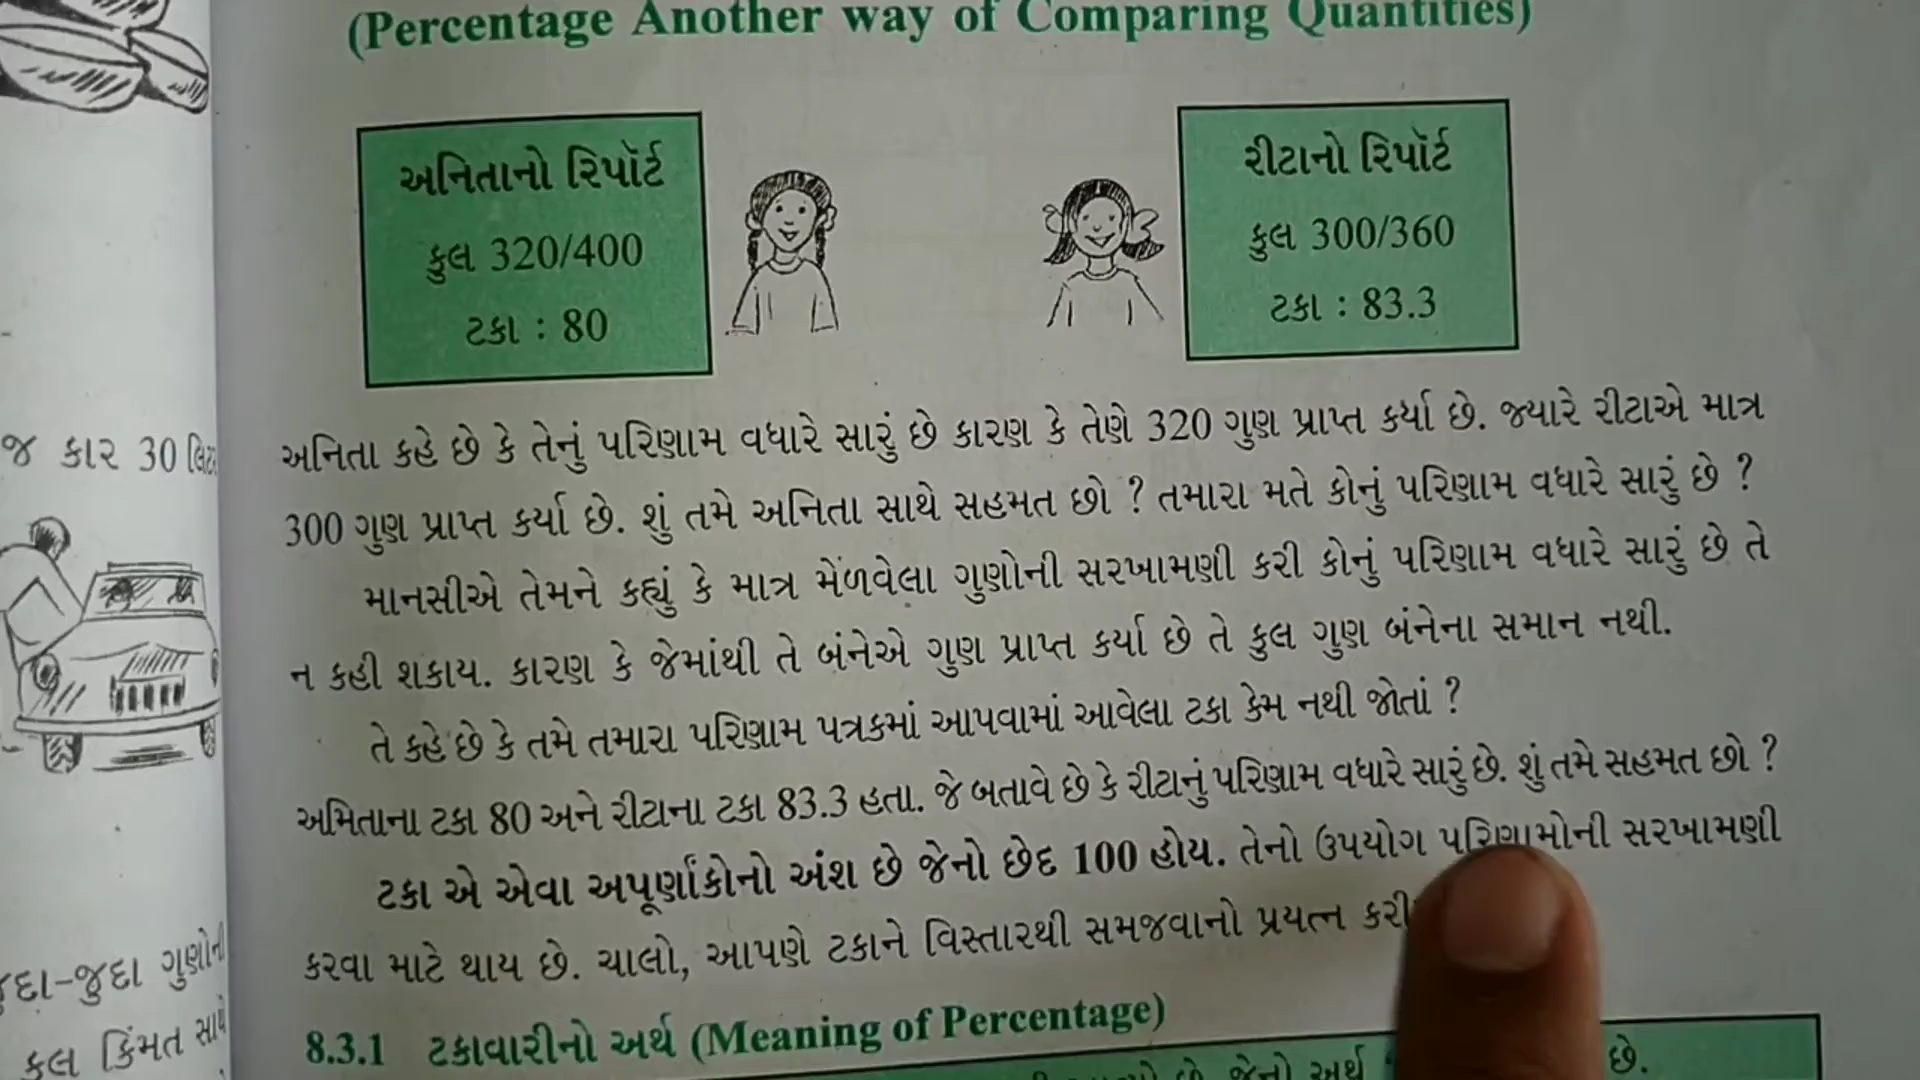 (Percentage Another way of Comparing Quantities)
અનિતાનો રિપૉર્ટ
કુલ 320/400
ટકા : 80
રીટાનો રિપૉર્ટ
કુલ 300/360
ટકા : 83.3
અનિતા કહે છે કે તેનું પરિણામ વધારે સારું છે કારણ કે તેણે 320 ગુણ પ્રાપ્ત કર્યા છે. જ્યારે રીટાએ માત્ર
300 ગુણ પ્રાપ્ત કર્યા છે. શું તમે અનિતા સાથે સહમત છો ? તમારા મતે કોનું પરિણામ વધારે સારું છે ?
માનસીએ તેમને કહ્યું કે માત્ર મેંળવેલા ગુણોની સરખામણી કરી કોનું પરિણામ વધારે સારું છે તે
ન કહી શકાય. કારણ કે જેમાંથી તે બંનેએ ગુણ પ્રાપ્ત કર્યા છે તે કુલ ગુણ બંનેના સમાન નથી.
તે કહે છે કે તમે તમારા પરિણામ પત્રકમાં આપવામાં આવેલા ટકા કેમ નથી જોતાં ?
અમિતાના ટકા 80 અને રીટાના ટકા 83.3 હતા. જે બતાવે છે કે રીટાનું પરિણામ વધારે સારું છે. શું તમે સહમત છો ?
ટકા એ એવા અપૂર્ણાંકોનો અંશ છે જેનો છેદ 100 હોય. તેનો ઉપયોગ પરિણામોની સરખામણી
કરવા માટે થાય છે. ચાલો, આપણે ટકાને વિસ્તારથી સમજવાનો પ્રયત્ન
8.3.1 ટકાવારીનો અર્થ (Meaning of Percentage)
છે, જેનો અર્થ છે.
જ કાર 30
જુદા-જુદા ગુણોની
કુલ કિંમત સાથે